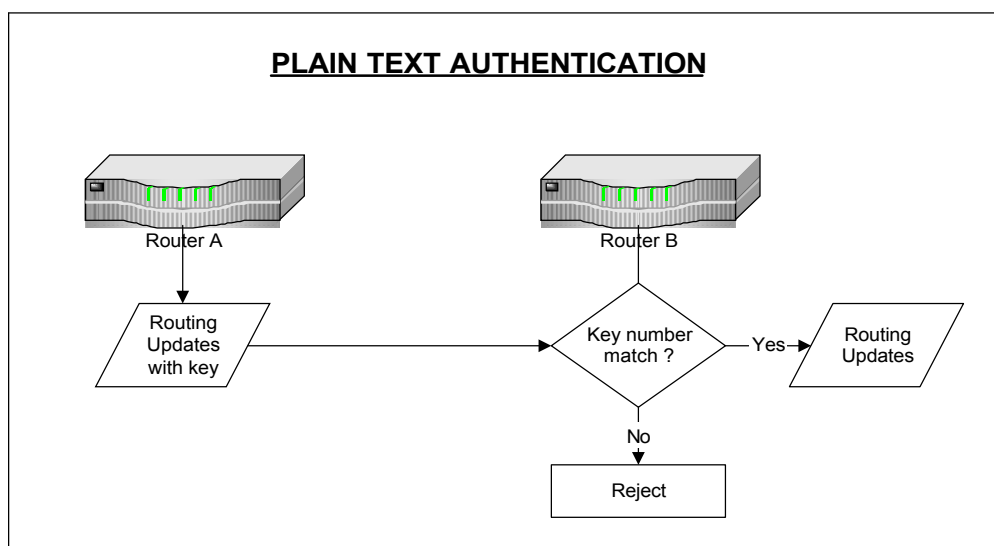 PLAIN TEXT AUTHENTICATION
Router A
Router B
Routing
Updates
with key
Key number
match ?
Yes
Routing
Updates
No
Reject